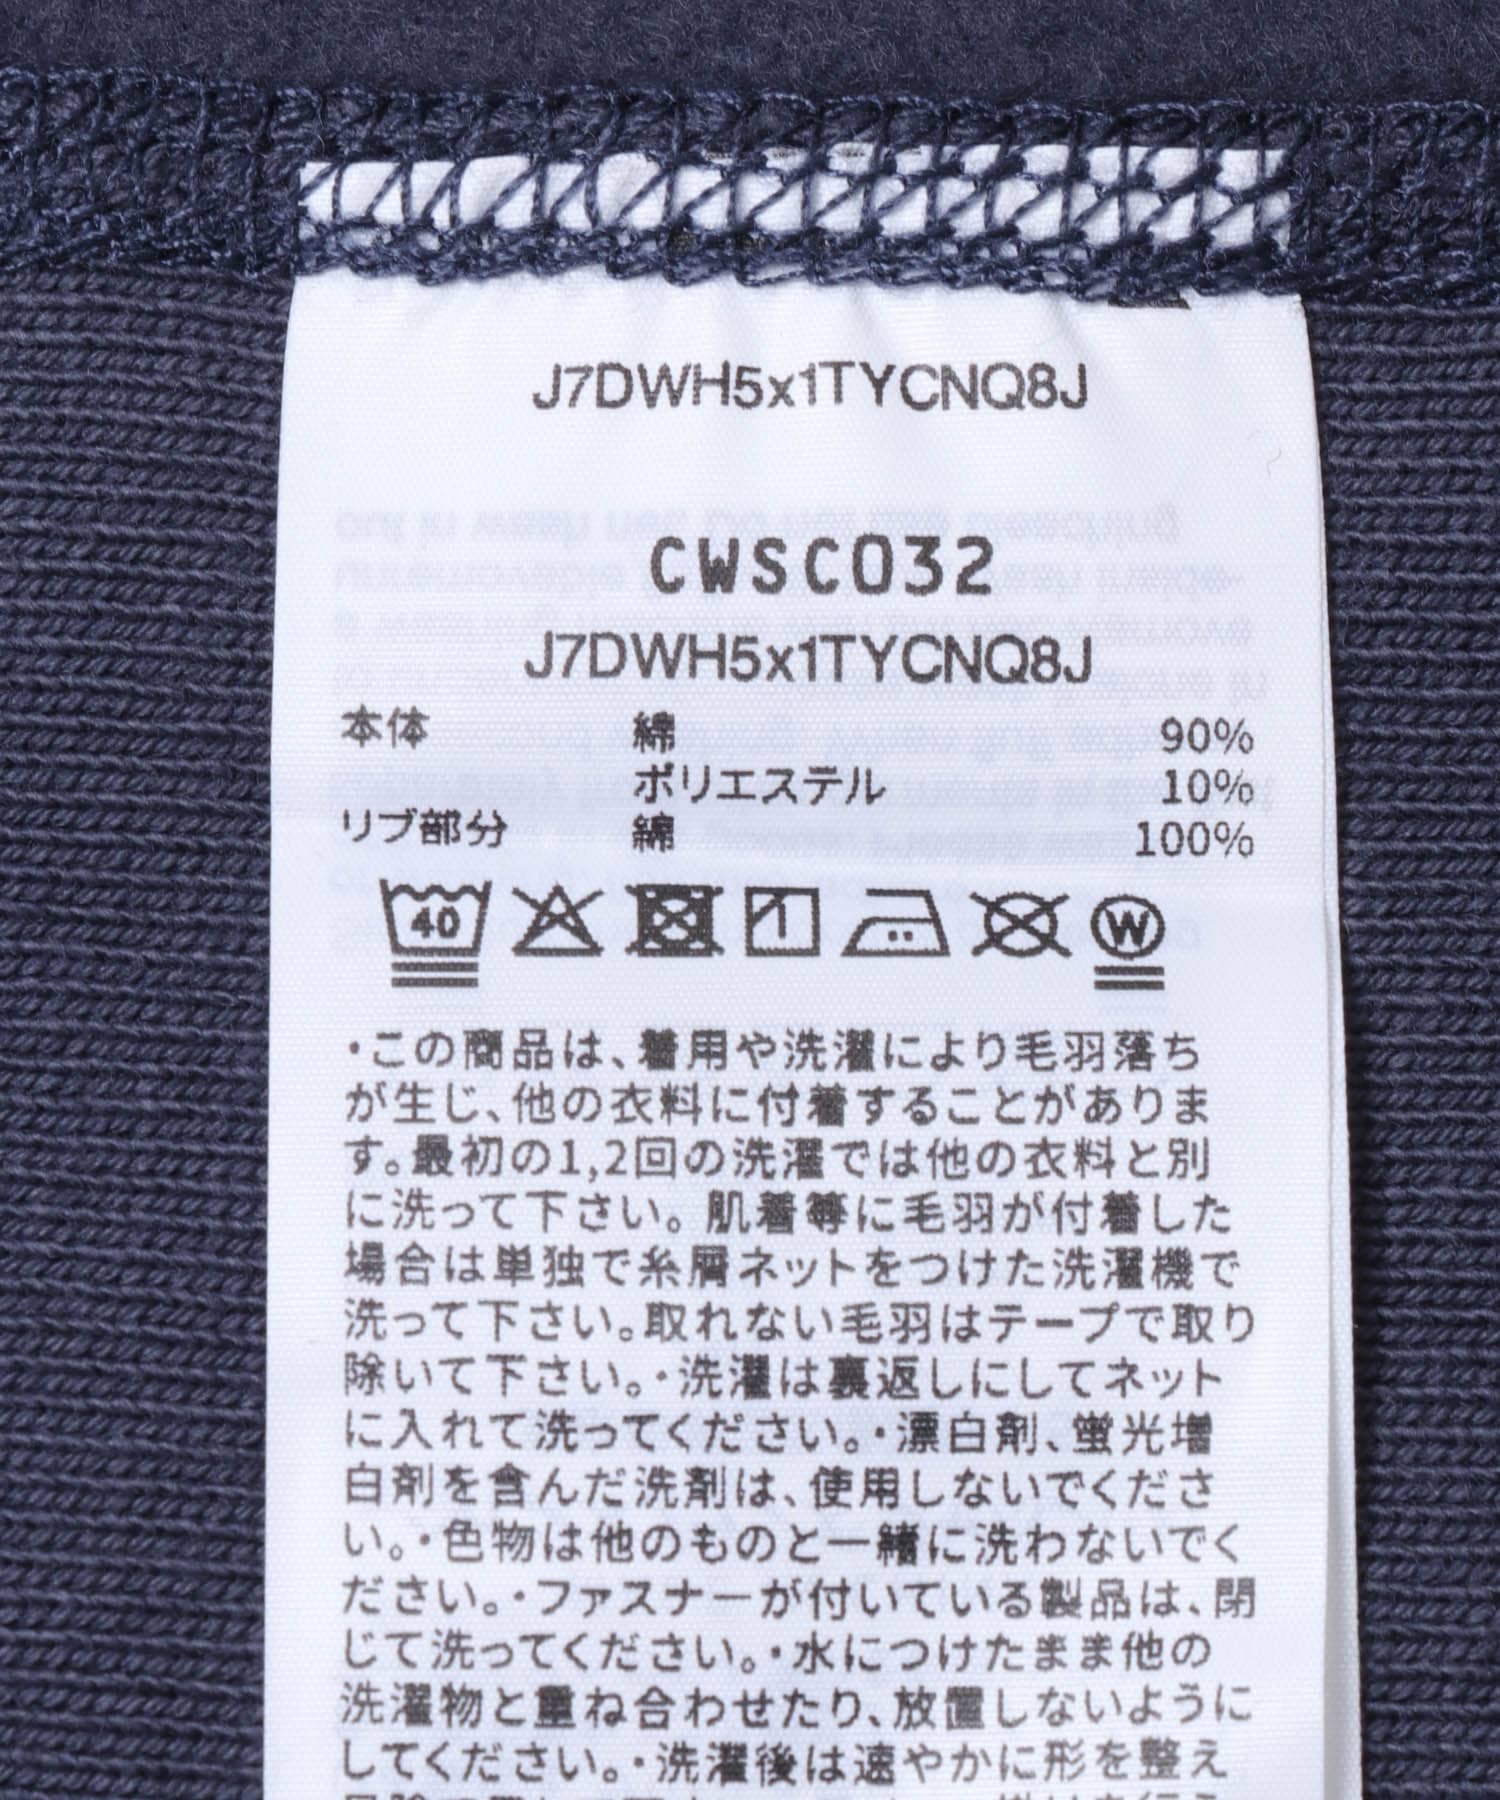 J7DWH5x1TYCNQ8J
CWSC032
J7DWH5x1TYCNQ8J
本体 綿 90%
ポリエステル 10%
リブ部分 綿 100%
40 W
・この商品は、着用や洗濯により毛羽落ち
が生じ、他の衣料に付着することがありま
す。最初の1,2回の洗濯では他の衣料と別
に洗って下さい。肌着等に毛羽が付着した
場合は単独で糸屑ネットをつけた洗濯機で
洗って下さい。取れない毛羽はテープで取り
除いて下さい。・洗濯は裏返しにしてネット
に入れて洗ってください。・漂白剤、蛍光増
白剤を含んだ洗剤は、使用しないでくださ
い。・色物は他のものと一緒に洗わないでく
ださい。・ファスナーが付いている製品は、閉
じて洗ってください。・水につけたまま他の
洗濯物と重ね合わせたり、放置しないように
してください。・洗濯後は速やかに形を整え